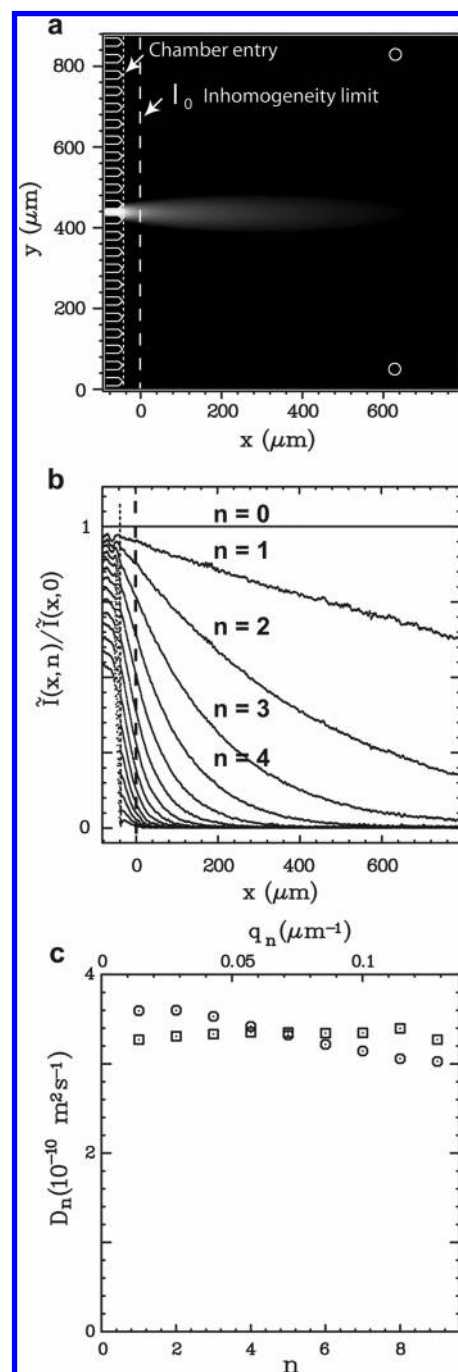 a
Chamber entry
I0 Inhomogeneity limit
800
600
400
200
0
y (μm)
0 200 400 600
x (μm)
b
n = 0
1
n = 1
n = 2
n = 3
n = 4
0
Ĩ(x,n)/Ĩ(x,0)
0 200 400 600
x (μm)
c
qn(μm-1)
0 0.05 0.1
4
2
0
Dn(10-10 m2s-1)
0 2 4 6 8
n